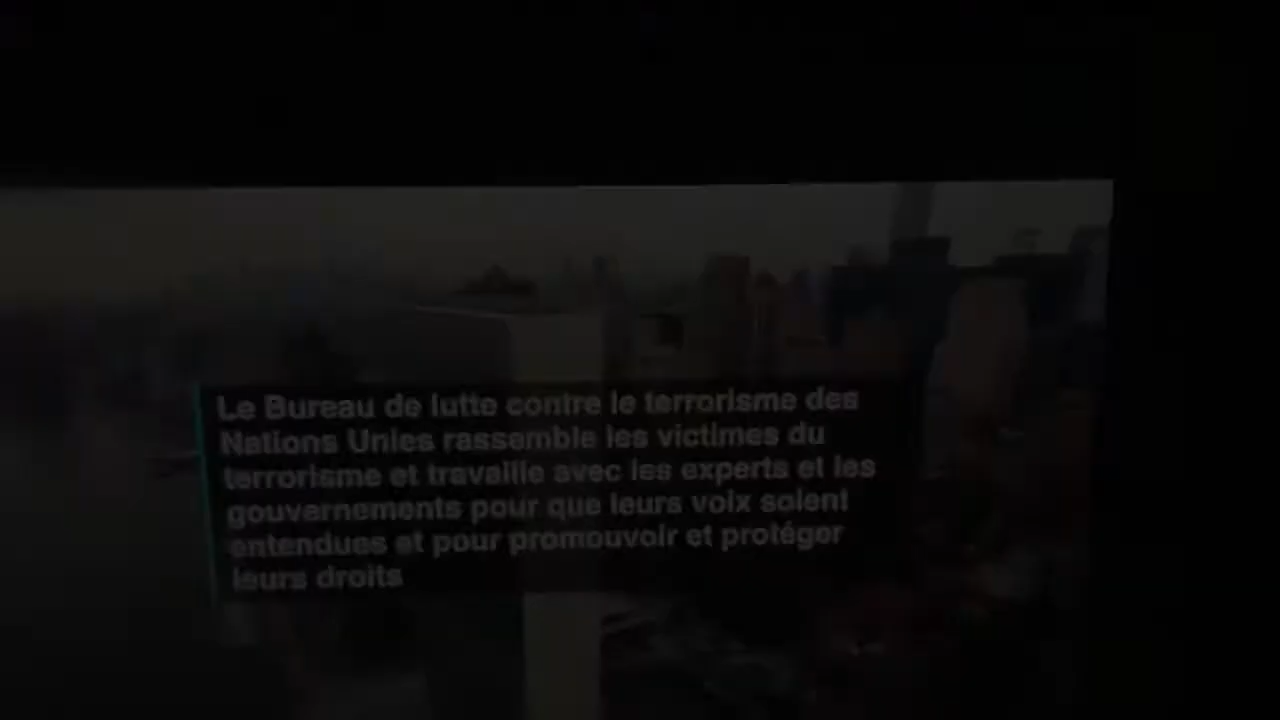 Le Bureau de lutte contre le terrorisme des
Nations Unies rassemble les victimes du
terrorisme et travaille avec les experts et les
gouvernements pour que leurs voix soient
entendues et pour promouvoir et protéger
leurs droits